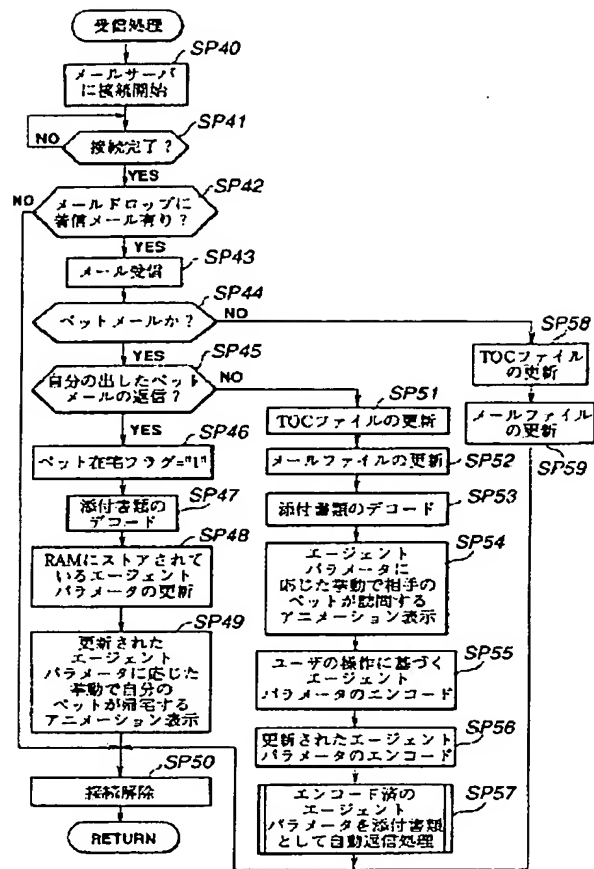 受信処理
SP40
メールサーバ
に接続開始
SP41
NO
接続完了？
YES
SP42
NO
メールドロップに
着信メール有り？
YES
SP43
メール受信
SP44
ペットメールか？
NO
YES
SP45
自分の出したペット
メールの返信？
NO
YES
SP46
ペット在宅フラグ="1"
SP47
添付書類の
デコード
SP48
RAMにストアされて
いるエージェント
パラメータの更新
SP49
更新された
エージェント
パラメータに応じた
挙動で自分の
ペットが帰宅する
アニメーション表示
SP50
接続解除
RETURN
SP51
TOCファイルの更新
メールファイルの更新
SP52
SP53
添付書類のデコード
SP54
エージェント
パラメータに
応じた挙動で相手の
ペットが訪問する
アニメーション表示
SP55
ユーザの操作に基づく
エージェント
パラメータのエンコード
SP56
更新されたエージェント
パラメータのエンコード
SP57
エンコード済の
エージェント
パラメータを添付書類
として自動返信処理
SP58
TOCファイル
の更新
メールファイル
の更新
SP59